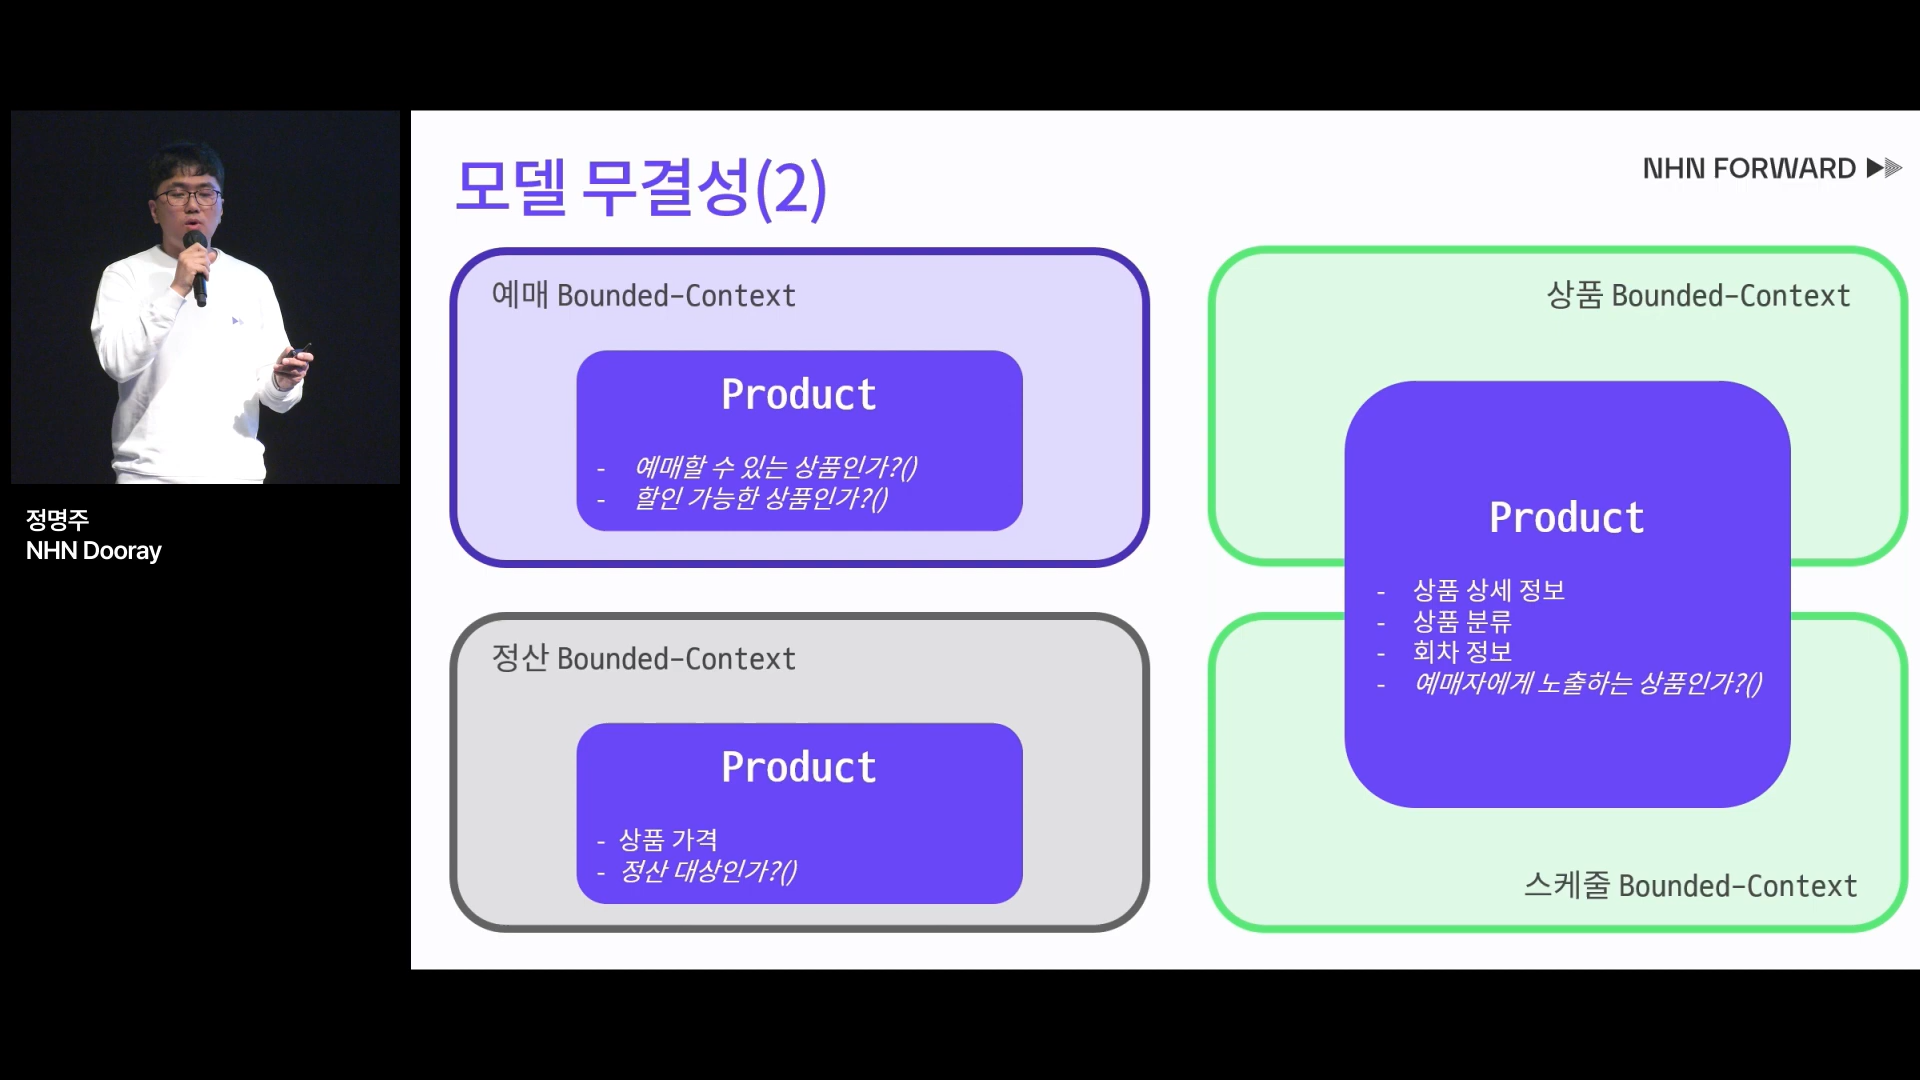 정명주
NHN Dooray
모델 무결성(2)
NHN FORWARD
예매 Bounded-Context
Product
- 예매할 수 있는 상품인가?()
- 할인 가능한 상품인가?()
정산 Bounded-Context
Product
- 상품 가격
- 정산 대상인가?()
상품 Bounded-Context
Product
- 상품 상세 정보
- 상품 분류
- 회차 정보
- 예매자에게 노출하는 상품인가?()
스케줄 Bounded-Context